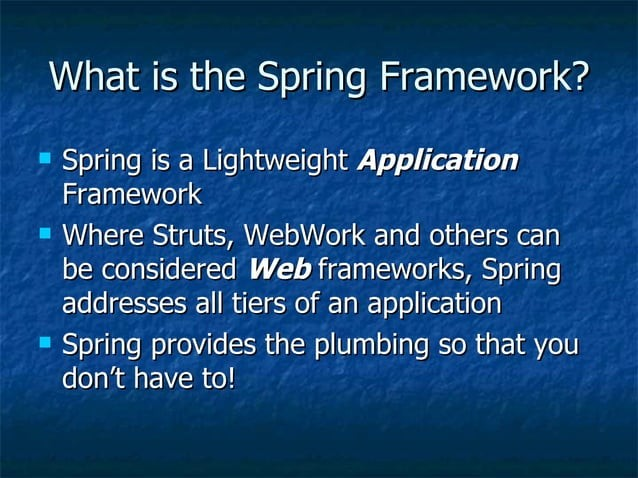 What is the Spring Framework?
Spring is a Lightweight Application
Framework
Where Struts, WebWork and others can
be considered Web frameworks, Spring
addresses all tiers of an application
Spring provides the plumbing so that you
don’t have to!